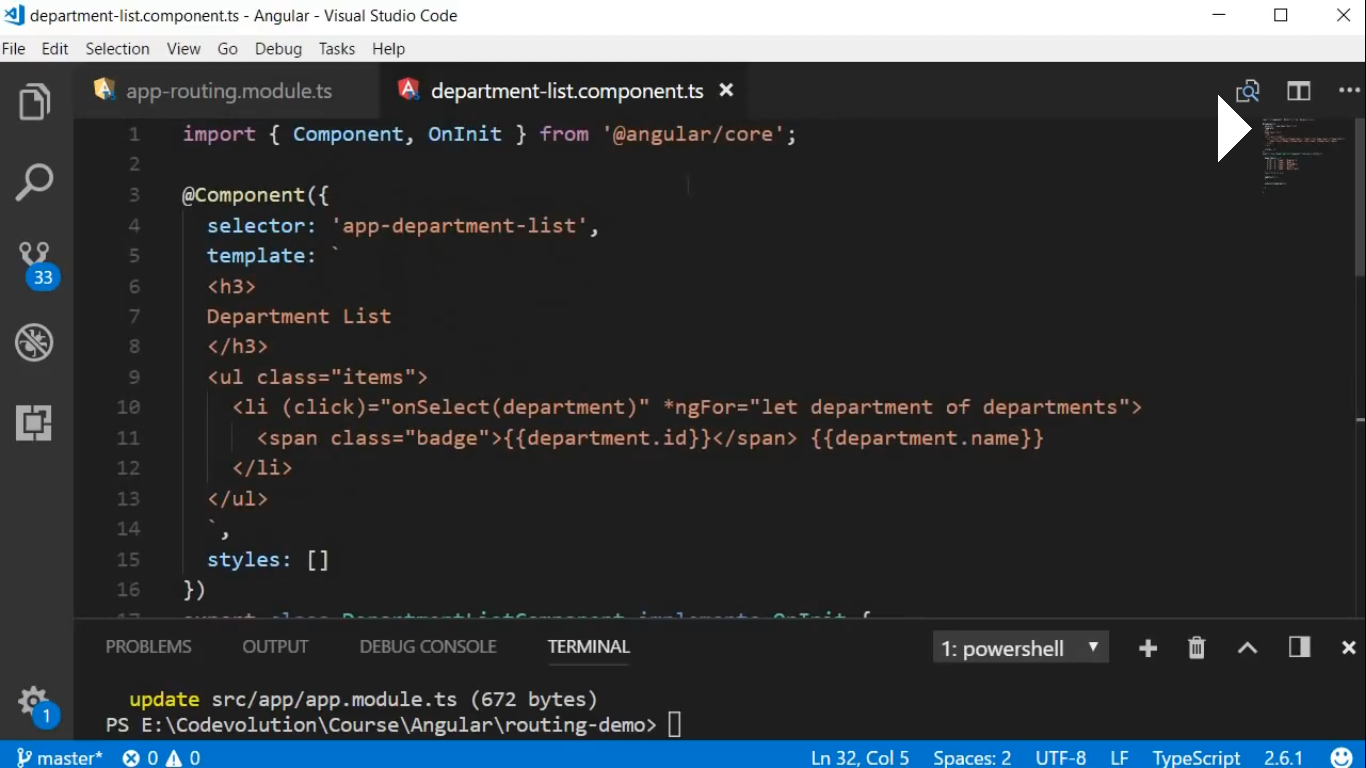 department-list.component.ts - Angular - Visual Studio Code
File Edit Selection View Go Debug Tasks Help
app-routing.module.ts department-list.component.ts
1 import { Component, OnInit } from '@angular/core';
2
3 @Component({
4 selector: 'app-department-list',
5 template: `
6 <h3>
7 Department List
8 </h3>
9 <ul class="items">
10 <li (click)="onSelect(department)" *ngFor="let department of departments">
11 <span class="badge">{{department.id}}</span> {{department.name}}
12 </li>
13 </ul>
14 `,
15 styles: []
16 })
17 export class DepartmentListComponent implements OnInit {
33
PROBLEMS OUTPUT DEBUG CONSOLE TERMINAL 1: powershell
update src/app/app.module.ts (672 bytes)
PS E:\Codevolution\Course\Angular\routing-demo>
1
master* 0 0 Ln 32, Col 5 Spaces: 2 UTF-8 LF TypeScript 2.6.1